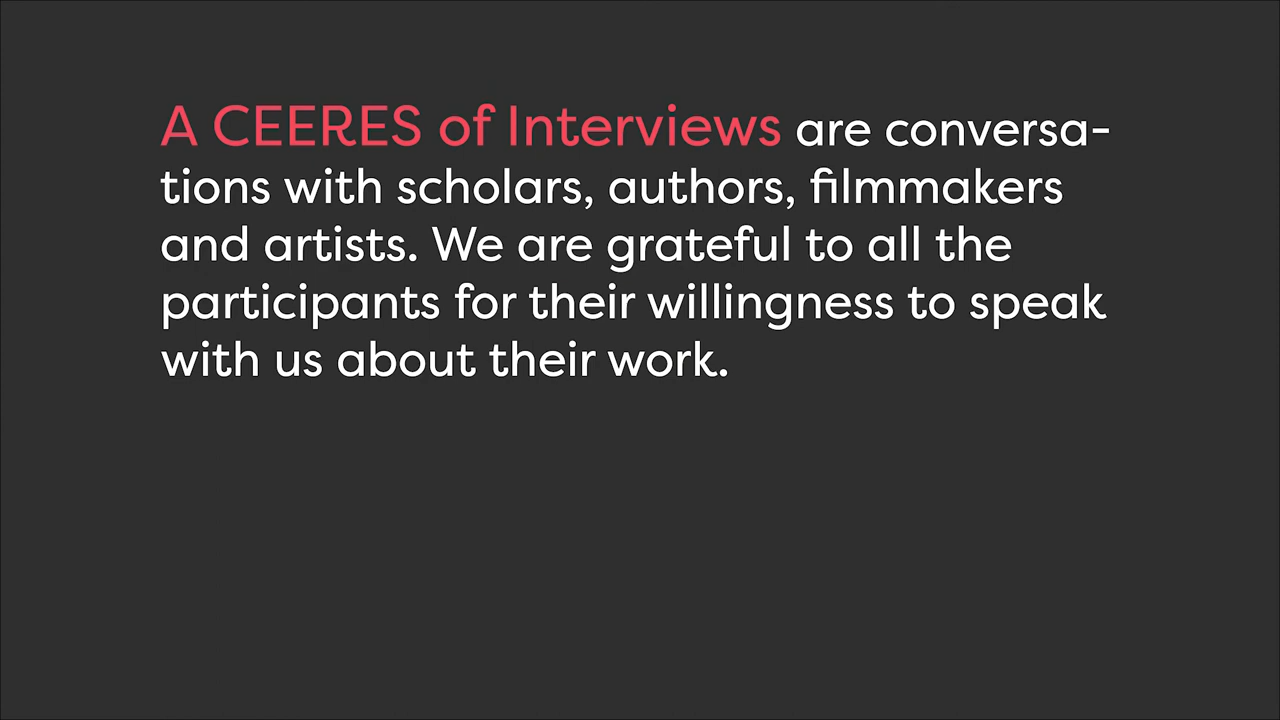 A CEERES of Interviews are conversa-
tions with scholars, authors, filmmakers
and artists. We are grateful to all the
participants for their willingness to speak
with us about their work.